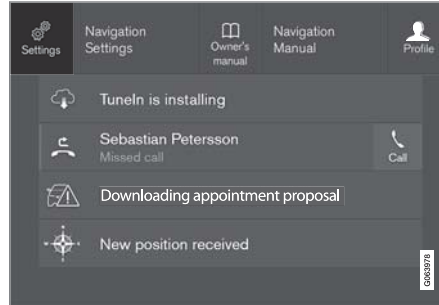 Settings
Navigation
Settings
Owner's
manual
Navigation
Manual
Profile
TuneIn is installing
Sebastian Petersson
Missed call
Call
Downloading appointment proposal
New position received
G063978